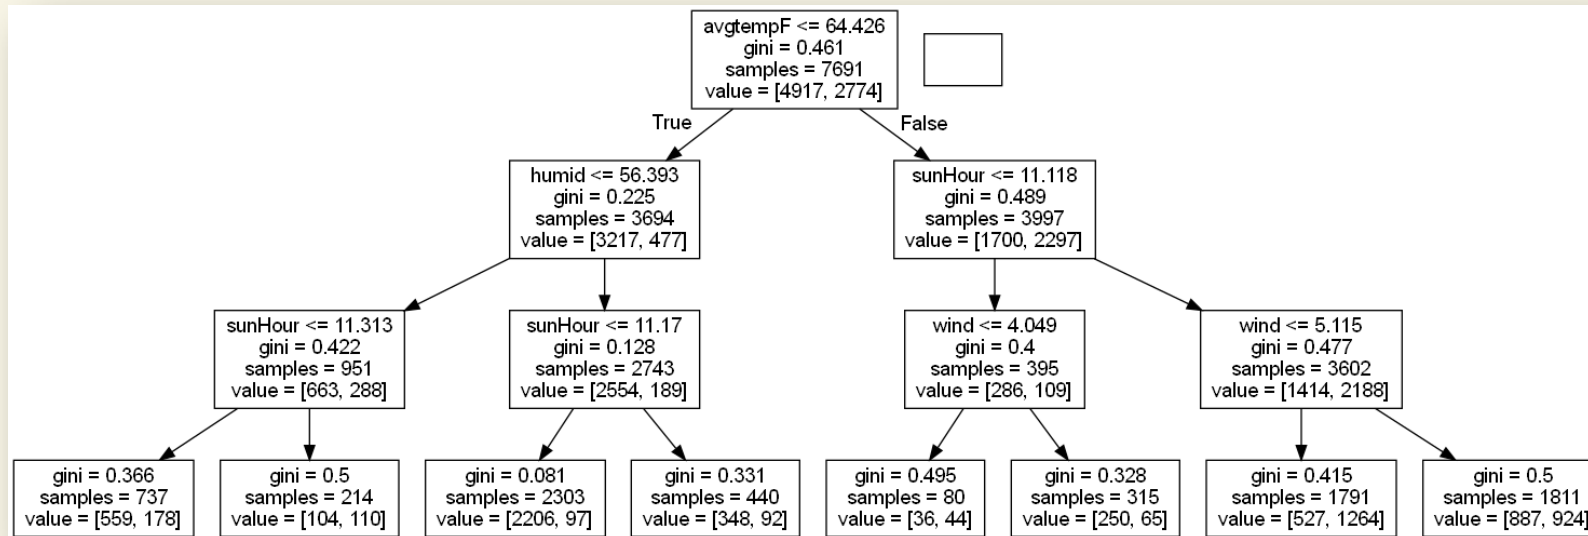 avgtempF <= 64.426
gini = 0.461
samples = 7691
value = [4917, 2774]
True
False
humid <= 56.393
gini = 0.225
samples = 3694
value = [3217, 477]
sunHour <= 11.118
gini = 0.489
samples = 3997
value = [1700, 2297]
sunHour <= 11.313
gini = 0.422
samples = 951
value = [663, 288]
sunHour <= 11.17
gini = 0.128
samples = 2743
value = [2554, 189]
wind <= 4.049
gini = 0.4
samples = 395
value = [286, 109]
wind <= 5.115
gini = 0.477
samples = 3602
value = [1414, 2188]
gini = 0.366
samples = 737
value = [559, 178]
gini = 0.5
samples = 214
value = [104, 110]
gini = 0.081
samples = 2303
value = [2206, 97]
gini = 0.331
samples = 440
value = [348, 92]
gini = 0.495
samples = 80
value = [36, 44]
gini = 0.328
samples = 315
value = [250, 65]
gini = 0.415
samples = 1791
value = [527, 1264]
gini = 0.5
samples = 1811
value = [887, 924]